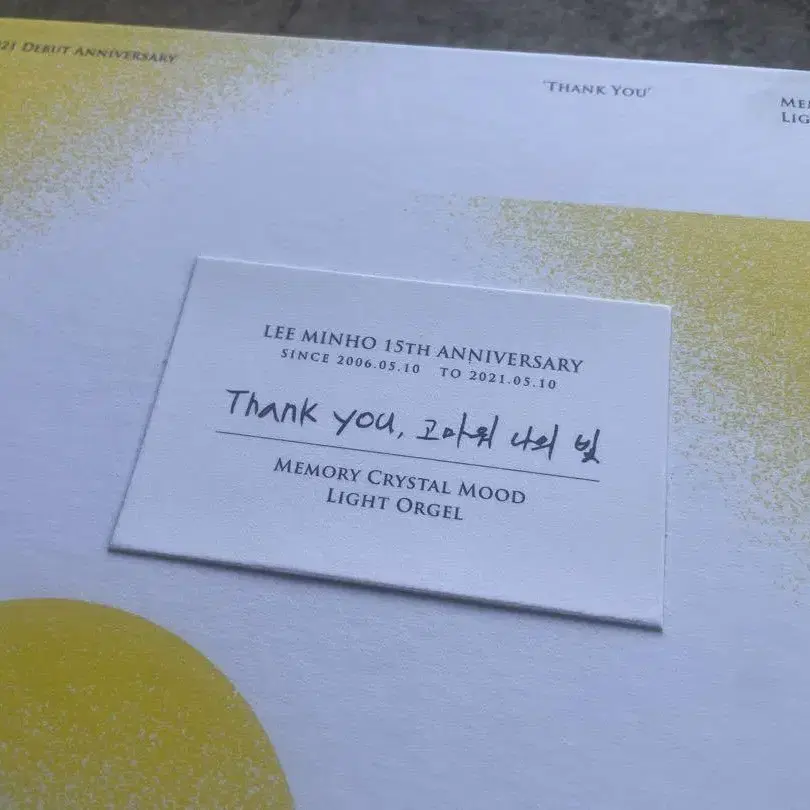 21 DEBUT ANNIVERSARY
'THANK YOU'
LEE MINHO 15TH ANNIVERSARY
SINCE 2006.05.10 TO 2021.05.10
Thank you, 고마워 나의 빛
MEMORY CRYSTAL MOOD
LIGHT ORGEL